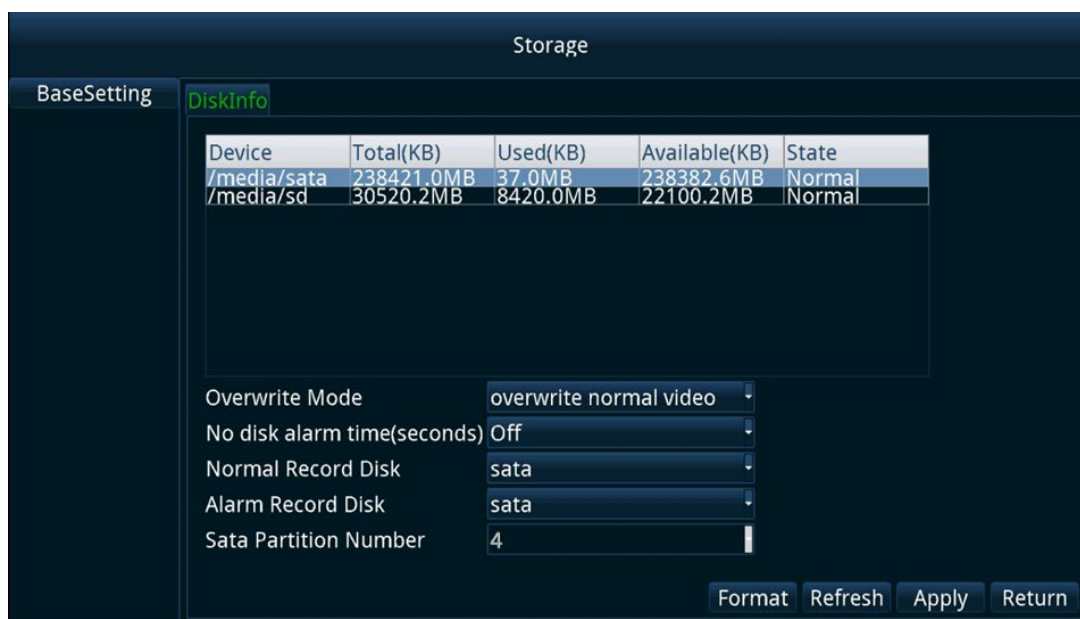 Storage
BaseSetting
DiskInfo
Device Total(KB) Used(KB) Available(KB) State
/media/sata 238421.0MB 37.0MB 238382.6MB Normal
/media/sd 30520.2MB 8420.0MB 22100.2MB Normal
Overwrite Mode overwrite normal video
No disk alarm time(seconds) Off
Normal Record Disk sata
Alarm Record Disk sata
Sata Partition Number 4
Format Refresh Apply Return